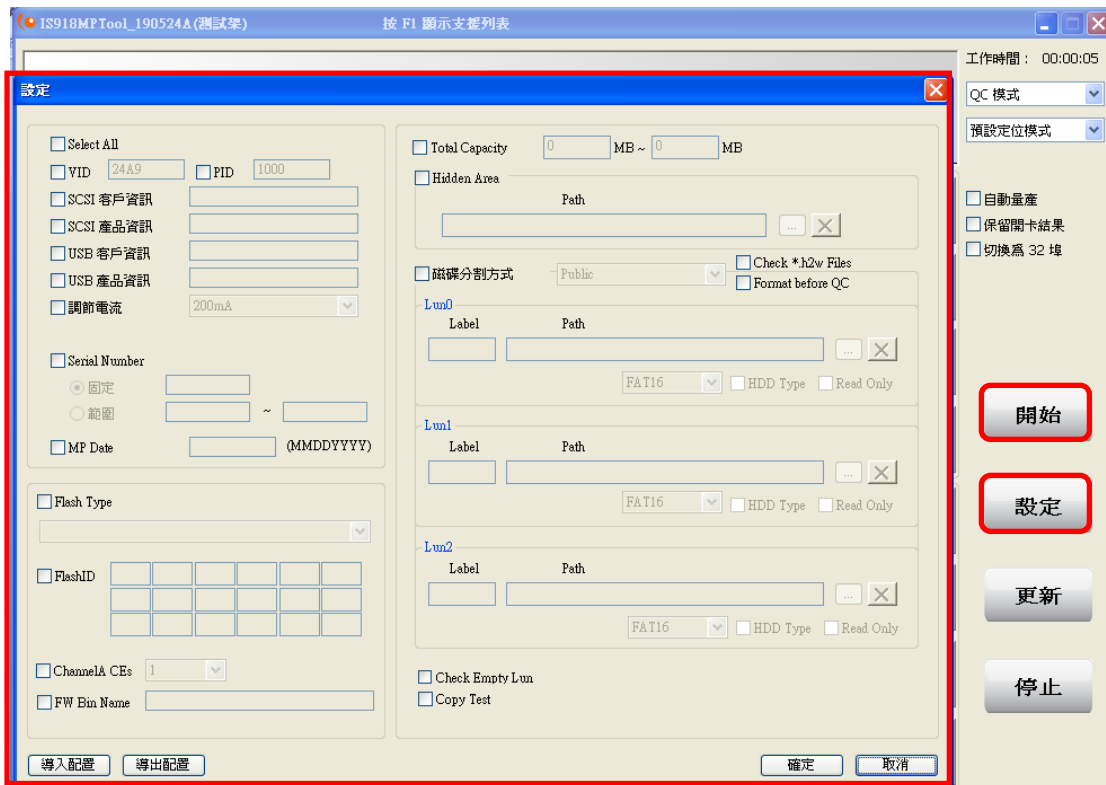 IS918MPTool_190524A(測試架) 按 F1 顯示支援列表
工作時間： 00:00:05
QC 模式
預設定位模式
自動量產
保留開卡結果
切換為 32 埠
開始
設定
更新
停止
設定
Select All
VID 24A9 PID 1000
SCSI 客戶資訊
SCSI 產品資訊
USB 客戶資訊
USB 產品資訊
調節電流 200mA
Serial Number
固定
範圍 ~
MP Date (MMDDYYYY)
Flash Type
FlashID
ChannelA CEs 1
FW Bin Name
Total Capacity 0 MB ~ 0 MB
Hidden Area
Path
...
磁碟分割方式 Public
Check *.h2w Files
Format before QC
Lun0
Label Path
...
FAT16 HDD Type Read Only
Lun1
Label Path
...
FAT16 HDD Type Read Only
Lun2
Label Path
...
FAT16 HDD Type Read Only
Check Empty Lun
Copy Test
導入配置 導出配置 確定 取消